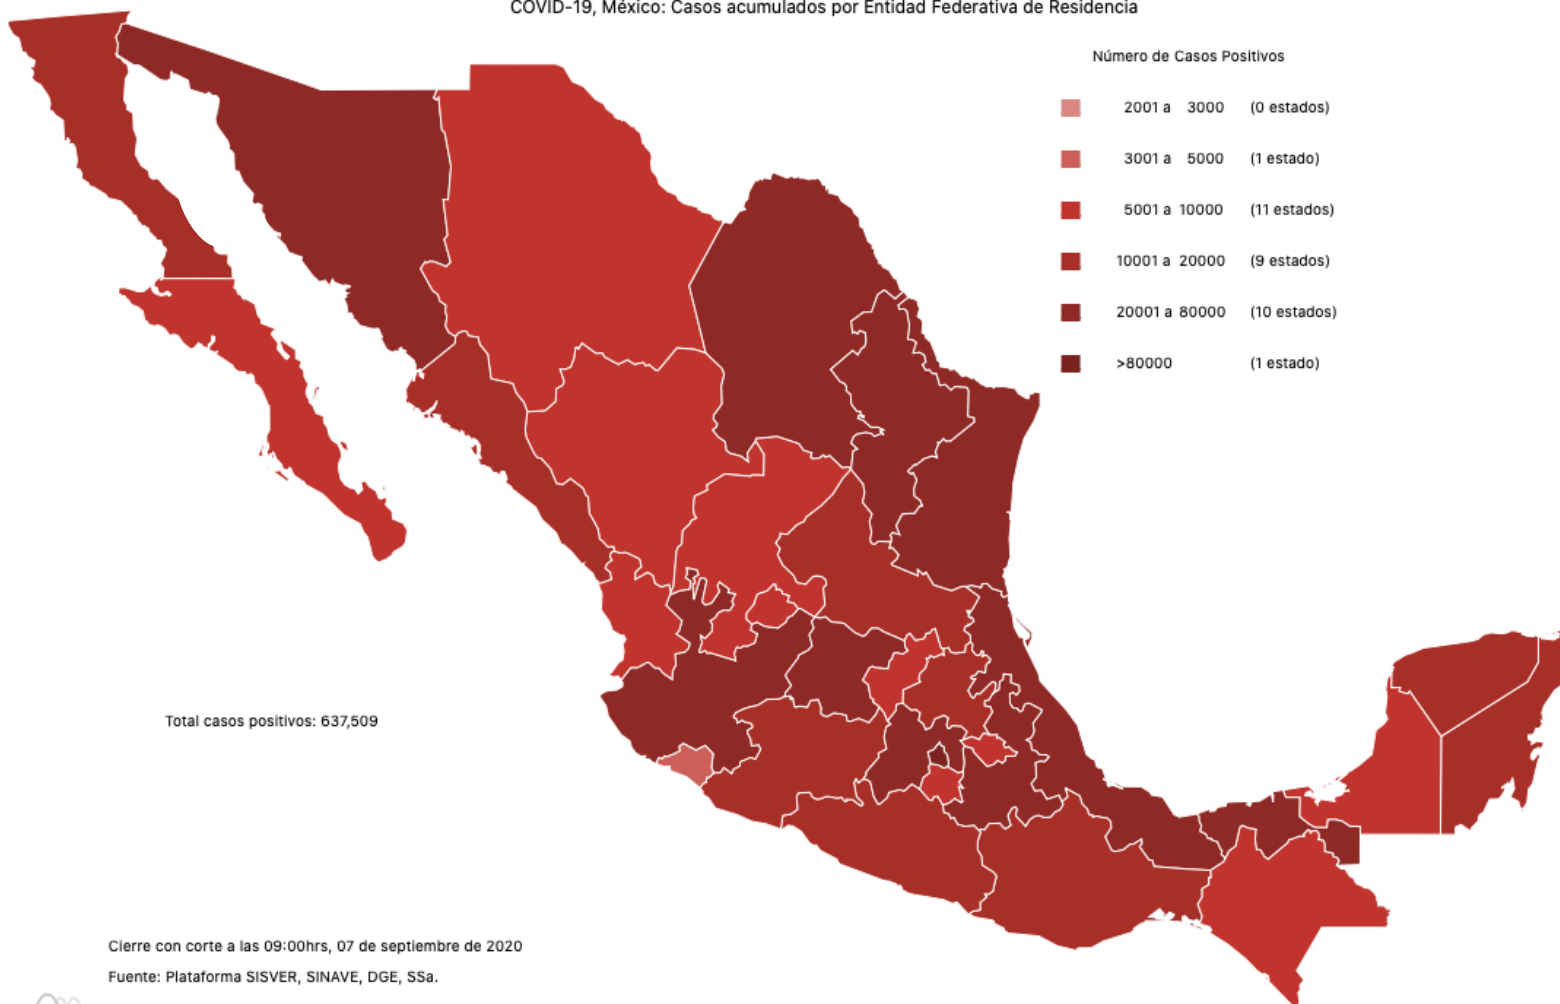 COVID-19, México: Casos acumulados por Entidad Federativa de Residencia
Número de Casos Positivos
2001 a 3000 (0 estados)
3001 a 5000 (1 estado)
5001 a 10000 (11 estados)
10001 a 20000 (9 estados)
20001 a 80000 (10 estados)
>80000 (1 estado)
Total casos positivos: 637,509
Cierre con corte a las 09:00hrs, 07 de septiembre de 2020
Fuente: Plataforma SISVER, SINAVE, DGE, SSa.